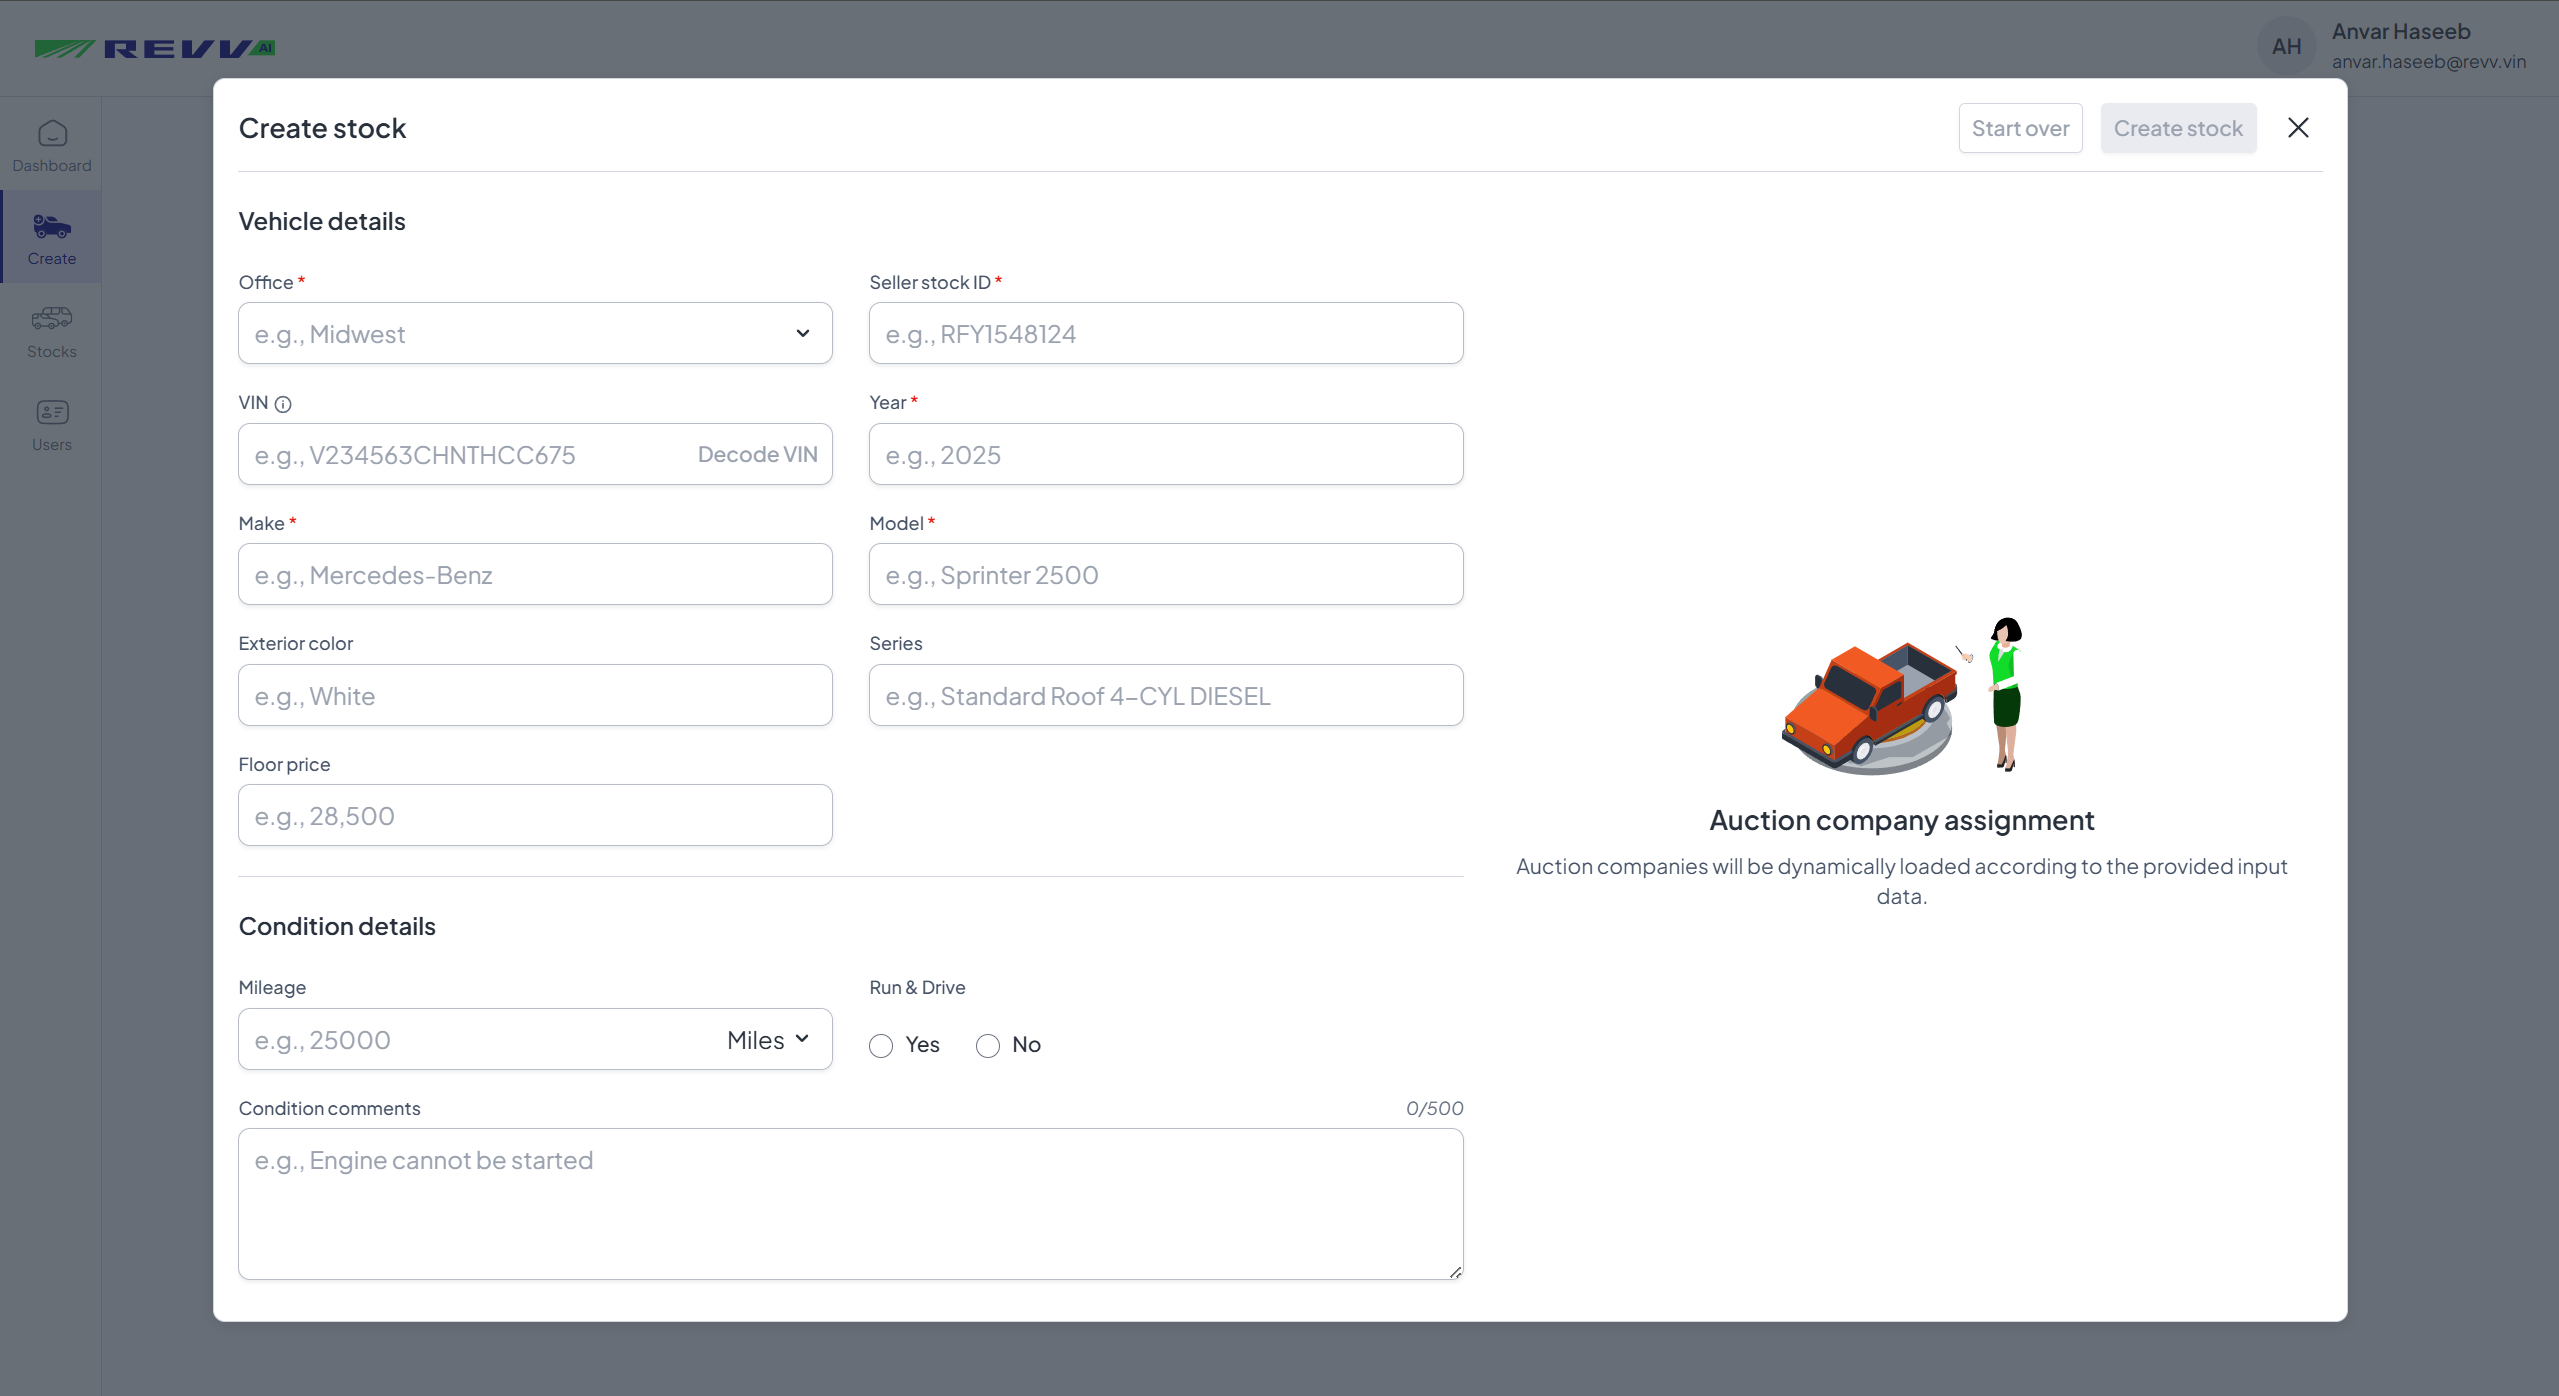 REVV AI
AH
Anvar Haseeb
anvar.haseeb@revv.vin
Dashboard
Create
Stocks
Users
Create stock
Start over
Create stock
Vehicle details
Office *
e.g., Midwest
Seller stock ID *
e.g., RFY1548124
VIN
e.g., V234563CHNTHCC675
Decode VIN
Year *
e.g., 2025
Make *
e.g., Mercedes-Benz
Model *
e.g., Sprinter 2500
Exterior color
e.g., White
Series
e.g., Standard Roof 4-CYL DIESEL
Floor price
e.g., 28,500
Condition details
Mileage
e.g., 25000
Miles
Run & Drive
Yes
No
Condition comments
0/500
e.g., Engine cannot be started
Auction company assignment
Auction companies will be dynamically loaded according to the provided input
data.